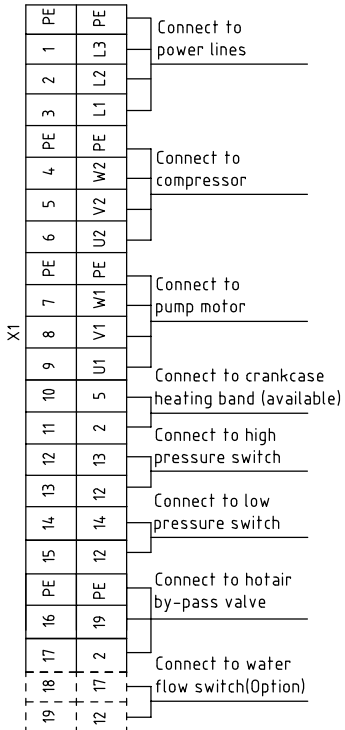 X1
PE PE
1 L3
2 L2
3 L1
PE PE
4 W2
5 V2
6 U2
PE PE
7 W1
8 V1
9 U1
10 5
11 2
12 13
13 12
14 14
15 12
PE PE
16 19
17 2
18 17
19 12
Connect to
power lines
Connect to
compressor
Connect to
pump motor
Connect to crankcase
heating band (available)
Connect to high
pressure switch
Connect to low
pressure switch
Connect to hotair
by-pass valve
Connect to water
flow switch(Option)